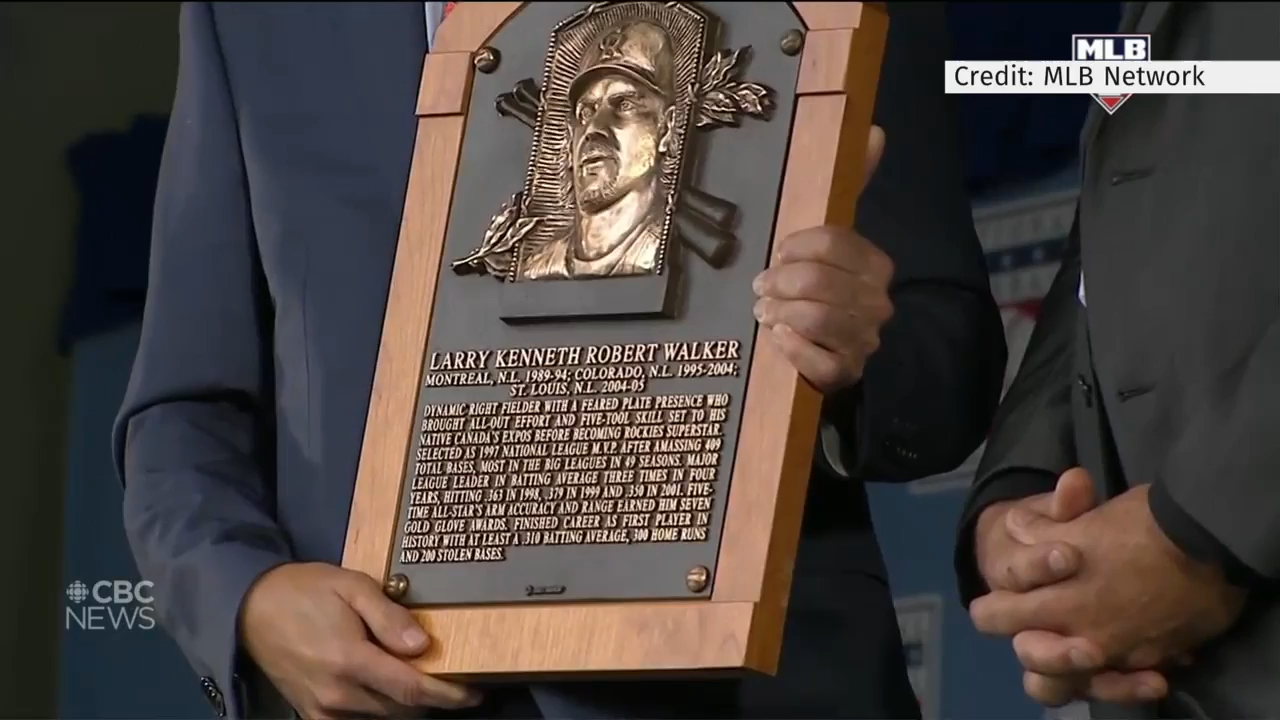 MLB
Credit: MLB Network
LARRY KENNETH ROBERT WALKER
MONTREAL, N.L. 1989-94; COLORADO, N.L. 1995-2004;
ST. LOUIS, N.L. 2004-05
DYNAMIC RIGHT FIELDER WITH A FEARED PLATE PRESENCE WHO
BROUGHT ALL-OUT EFFORT AND FIVE-TOOL SKILL SET TO HIS
NATIVE CANADA'S EXPOS BEFORE BECOMING ROCKIES SUPERSTAR.
SELECTED AS 1997 NATIONAL LEAGUE M.V.P. AFTER AMASSING 409
TOTAL BASES, MOST IN THE BIG LEAGUES IN 49 SEASONS. MAJOR
LEAGUE LEADER IN BATTING AVERAGE THREE TIMES IN FOUR
YEARS, HITTING .363 IN 1998, .379 IN 1999 AND .350 IN 2001. FIVE-
TIME ALL-STAR'S ARM ACCURACY AND RANGE EARNED HIM SEVEN
GOLD GLOVE AWARDS. FINISHED CAREER AS FIRST PLAYER IN
HISTORY WITH AT LEAST A .310 BATTING AVERAGE, 300 HOME RUNS
AND 200 STOLEN BASES.
CBC
NEWS